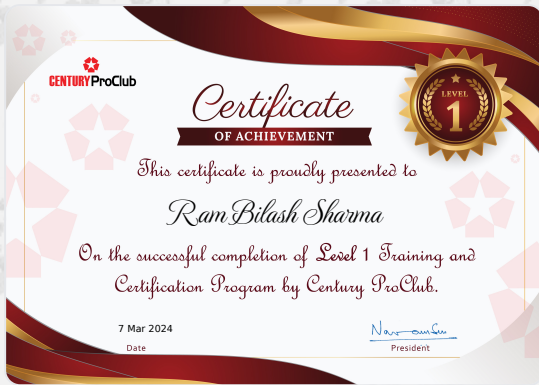 CENTURY ProClub
LEVEL
1
Certificate
OF ACHIEVEMENT
This certificate is proudly presented to
Ram Bilash Sharma
On the successful completion of Level 1 Training and
Certification Program by Century ProClub.
7 Mar 2024
Date
President